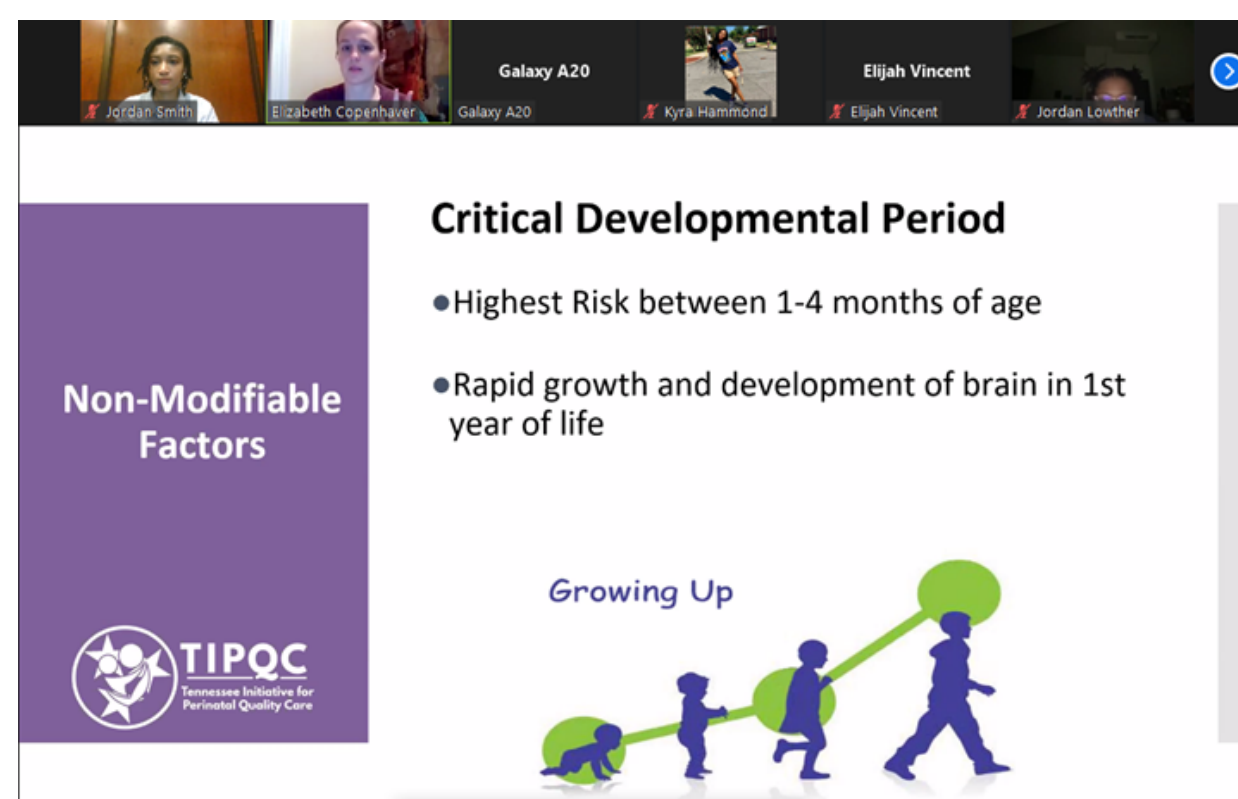 Galaxy A20
Elijah Vincent
Jordan Smith
Elizabeth Copenhaver
Galaxy A20
Kyra Hammond
Elijah Vincent
Jordan Lowther
Critical Developmental Period
●Highest Risk between 1-4 months of age
●Rapid growth and development of brain in 1st
year of life
Non-Modifiable
Factors
Growing Up
TIPQC
Tennessee Initiative for
Perinatal Quality Care